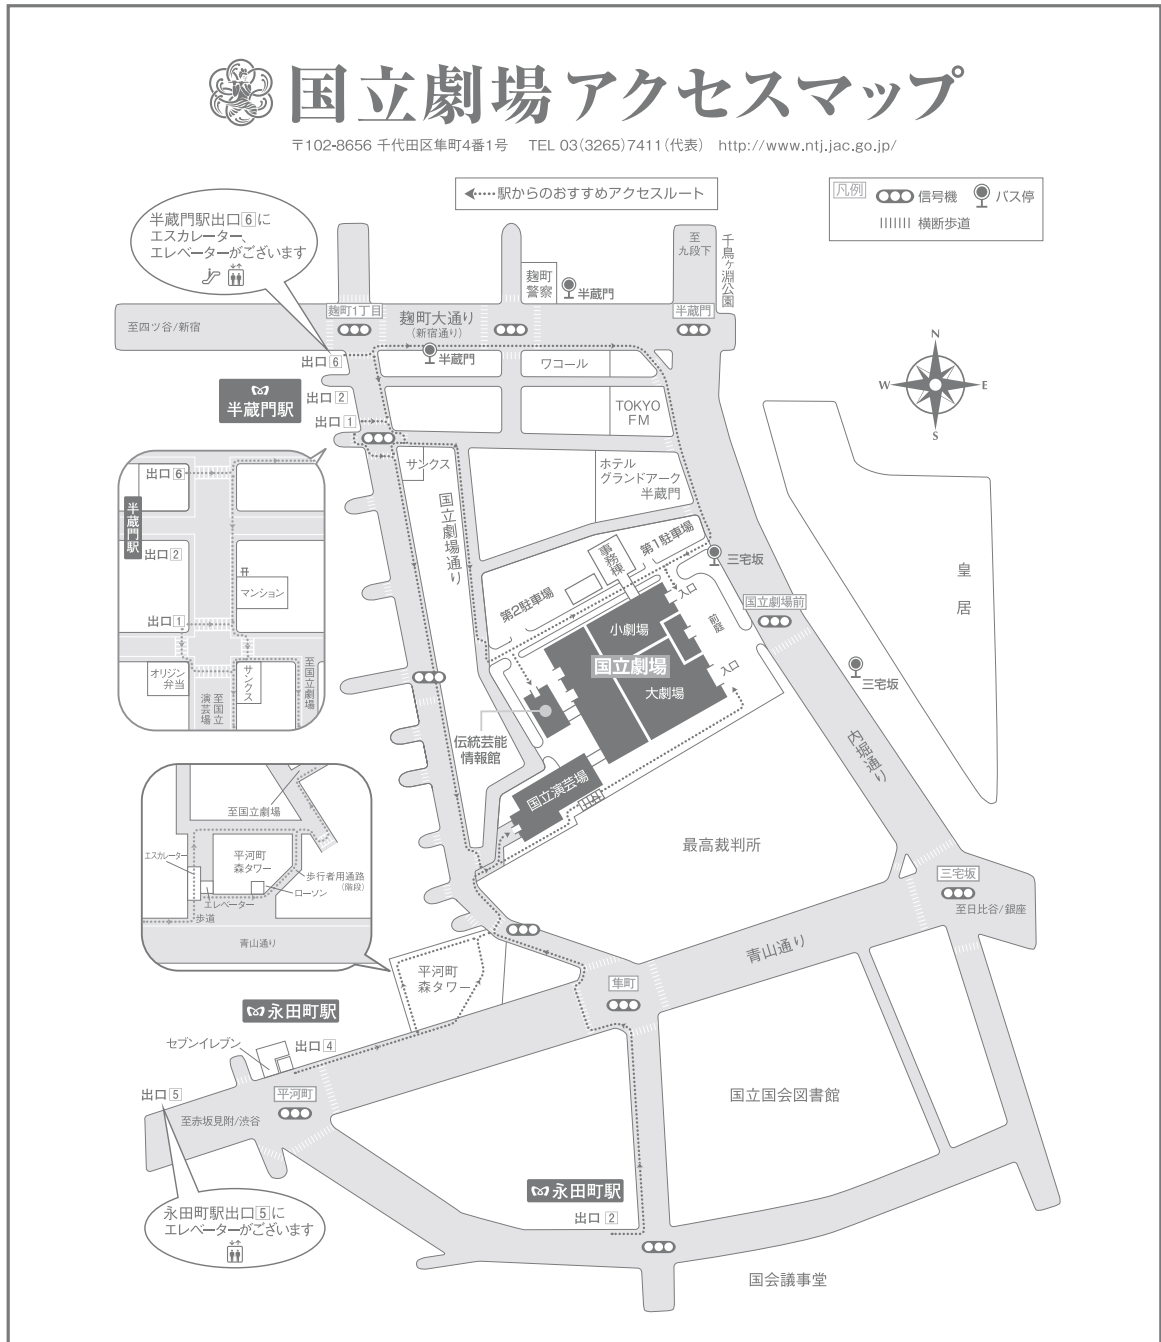 国立劇場アクセスマップ
〒102-8656 千代田区隼町4番1号 TEL 03(3265)7411(代表) http://www.ntj.jac.go.jp/
駅からのおすすめアクセスルート
凡例
信号機
バス停
横断歩道
半蔵門駅出口6に
エスカレーター、
エレベーターがございます
至
九段下
千鳥ヶ淵公園
麹町
警察
半蔵門
至四ツ谷/新宿
麹町1丁目
麹町大通り
(新宿通り)
半蔵門
出口6
半蔵門
ワコール
半蔵門駅
出口2
出口1
TOKYO
FM
N
W
E
S
サンクス
ホテル
グランドアーク
半蔵門
国立劇場通り
出口6
半蔵門駅
出口2
マンション
出口1
オリジン
弁当
至国立
演芸場
サンクス
至国立劇場
第1駐車場
事務棟
第2駐車場
三宅坂
皇居
入口
国立劇場前
小劇場
前庭
国立劇場
入口
大劇場
三宅坂
伝統芸能
情報館
内堀通り
国立演芸場
最高裁判所
至国立劇場
エスカレーター
平河町
森タワー
歩行者用通路
(階段)
ローソン
エレベーター
歩道
青山通り
三宅坂
至日比谷/銀座
青山通り
平河町
森タワー
隼町
永田町駅
セブンイレブン
出口4
出口5
平河町
至赤坂見附/渋谷
国立国会図書館
永田町駅
出口2
永田町駅出口5に
エレベーターがございます
国会議事堂